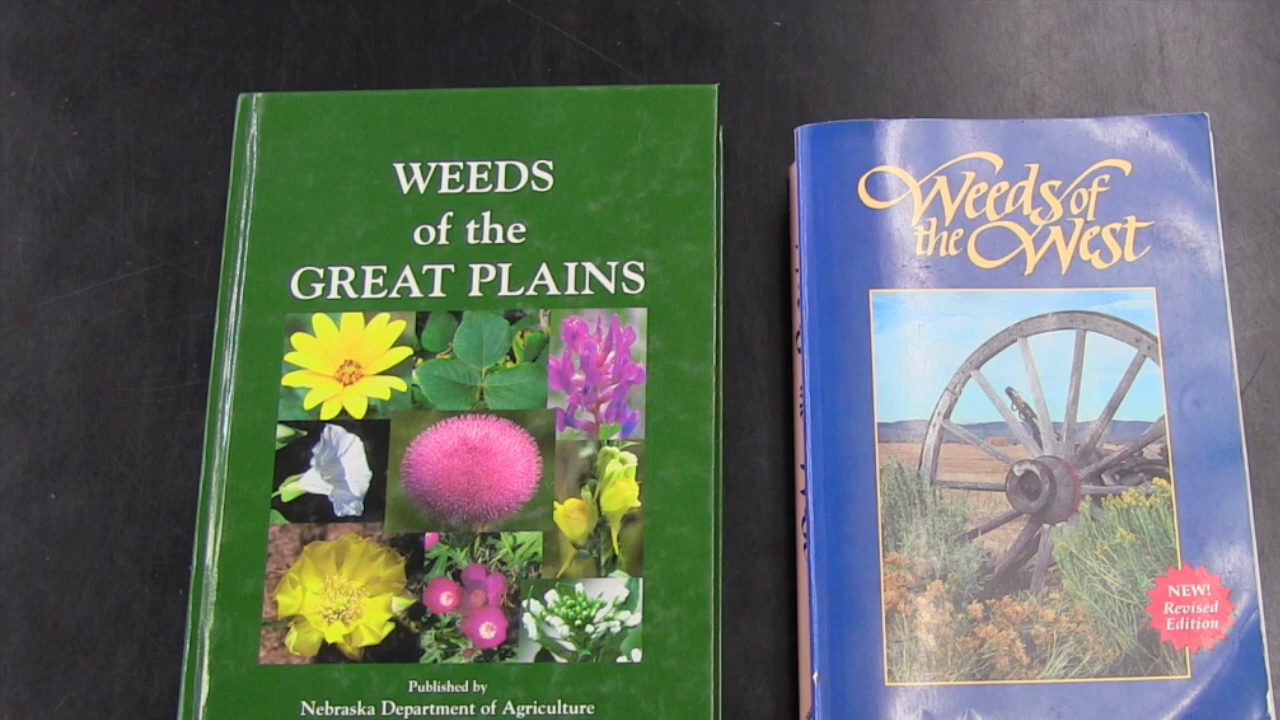 WEEDS
of the
GREAT PLAINS
Published by
Nebraska Department of Agriculture
Weeds of
the West
NEW!
Revised
Edition